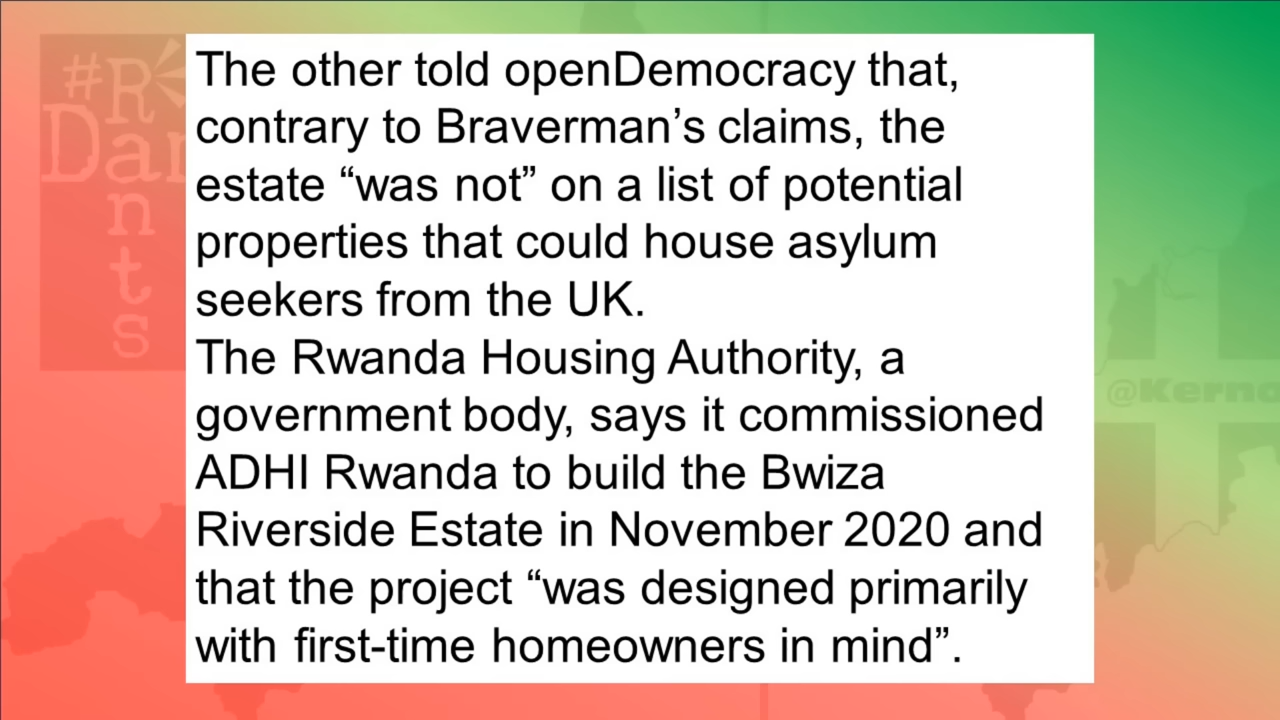 #R
Dar
n
t
s
The other told openDemocracy that,
contrary to Braverman’s claims, the
estate “was not” on a list of potential
properties that could house asylum
seekers from the UK.
The Rwanda Housing Authority, a
government body, says it commissioned
ADHI Rwanda to build the Bwiza
Riverside Estate in November 2020 and
that the project “was designed primarily
with first-time homeowners in mind”.
@Kerno